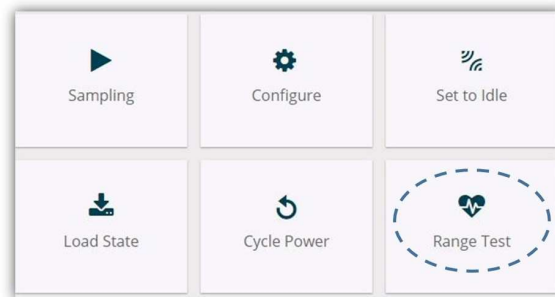 Sampling
Configure
Set to Idle
Load State
Cycle Power
Range Test